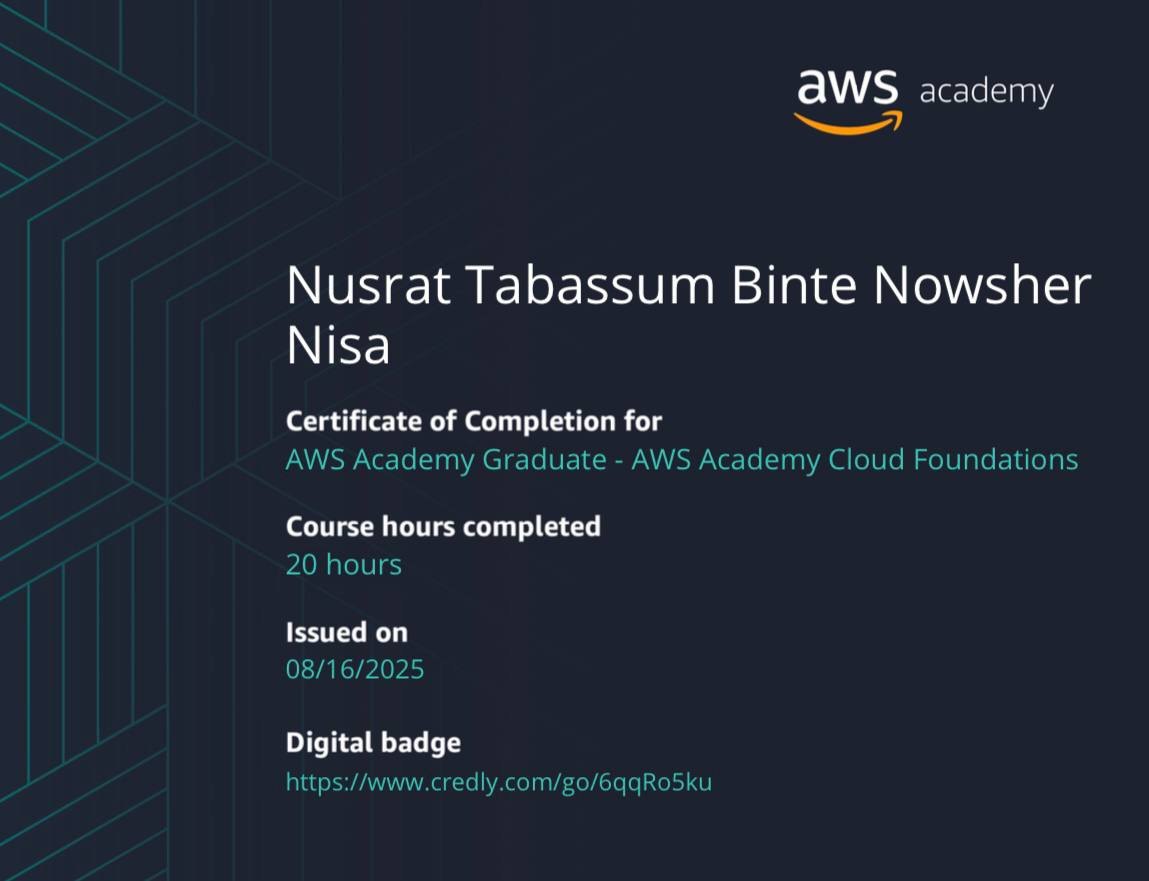 aws academy
Nusrat Tabassum Binte Nowsher
Nisa
Certificate of Completion for
AWS Academy Graduate - AWS Academy Cloud Foundations
Course hours completed
20 hours
Issued on
08/16/2025
Digital badge
https://www.credly.com/go/6qqRo5ku